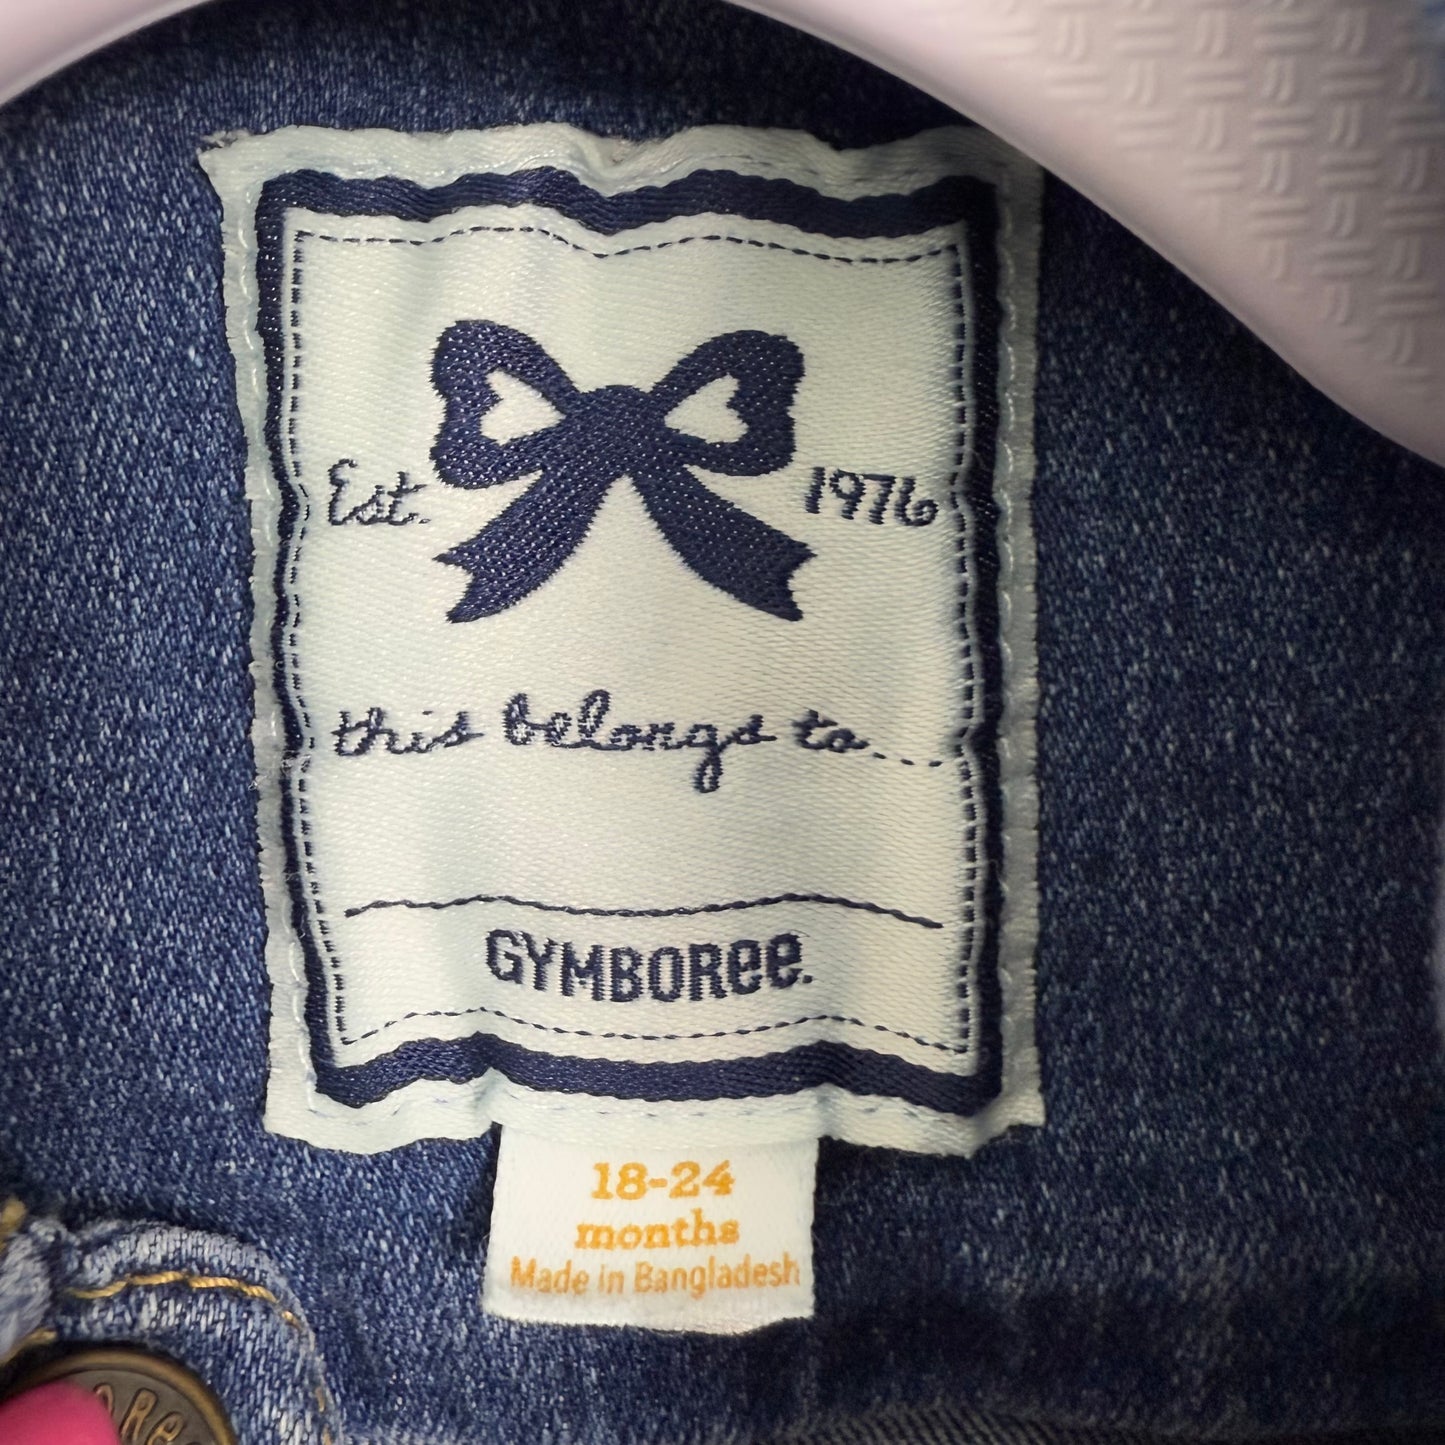 Est. 1976
this belongs to...
GYMBOREE.
18-24
months
Made in Bangladesh